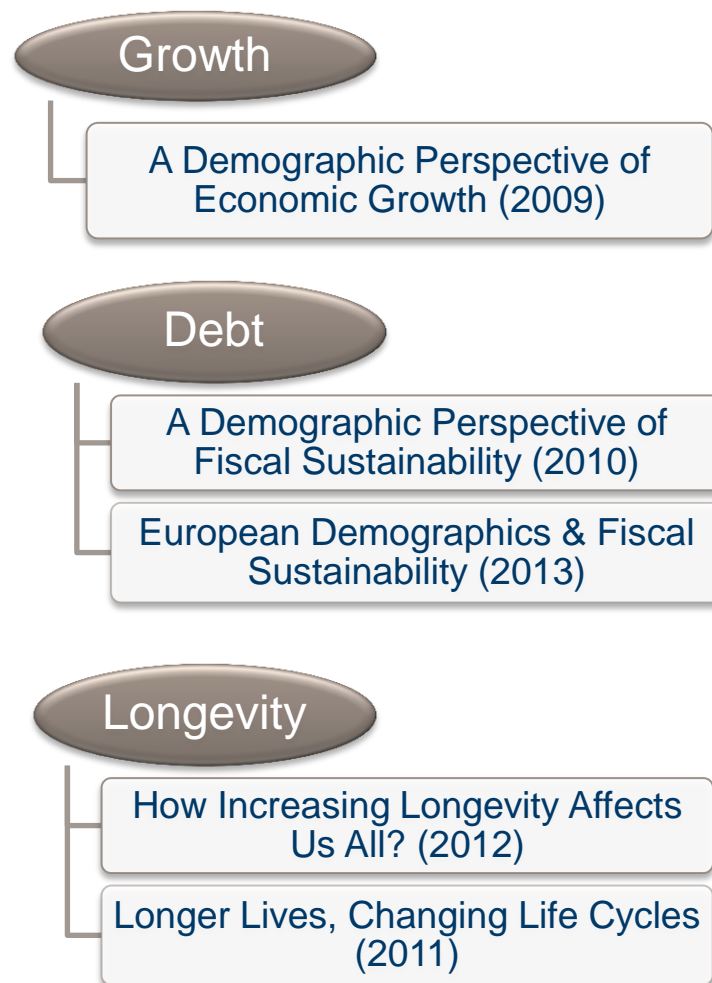 Growth
A Demographic Perspective of
Economic Growth (2009)
Debt
A Demographic Perspective of
Fiscal Sustainability (2010)
European Demographics & Fiscal
Sustainability (2013)
Longevity
How Increasing Longevity Affects
Us All? (2012)
Longer Lives, Changing Life Cycles
(2011)